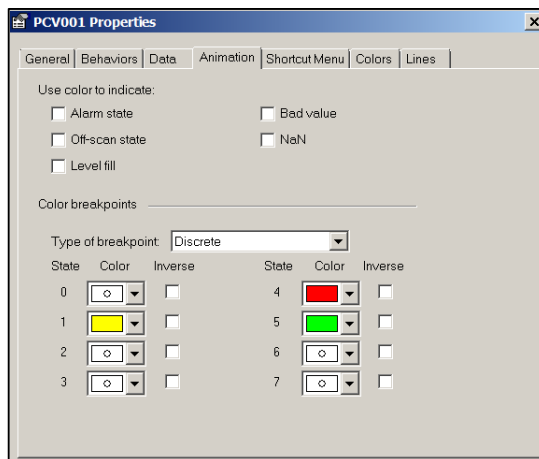 PCV001 Properties
General Behaviors Data Animation Shortcut Menu Colors Lines
Use color to indicate:
Alarm state Bad value
Off-scan state NaN
Level fill
Color breakpoints
Type of breakpoint: Discrete
State Color Inverse State Color Inverse
0 4
1 5
2 6
3 7